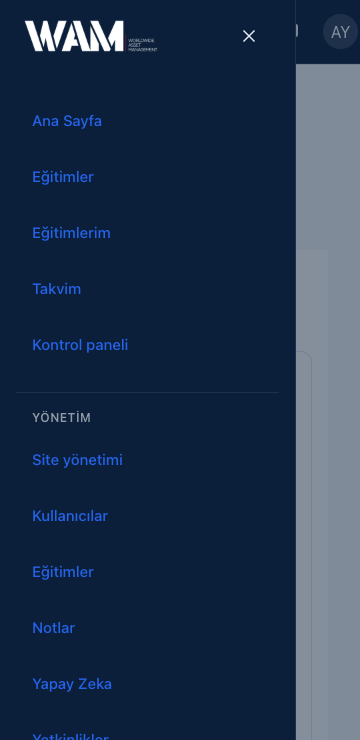 WAM WORLDWIDE
ASSET
MANAGEMENT
AY
Ana Sayfa
Eğitimler
Eğitimlerim
Takvim
Kontrol paneli
YÖNETİM
Site yönetimi
Kullanıcılar
Eğitimler
Notlar
Yapay Zeka
Yetkinlikler